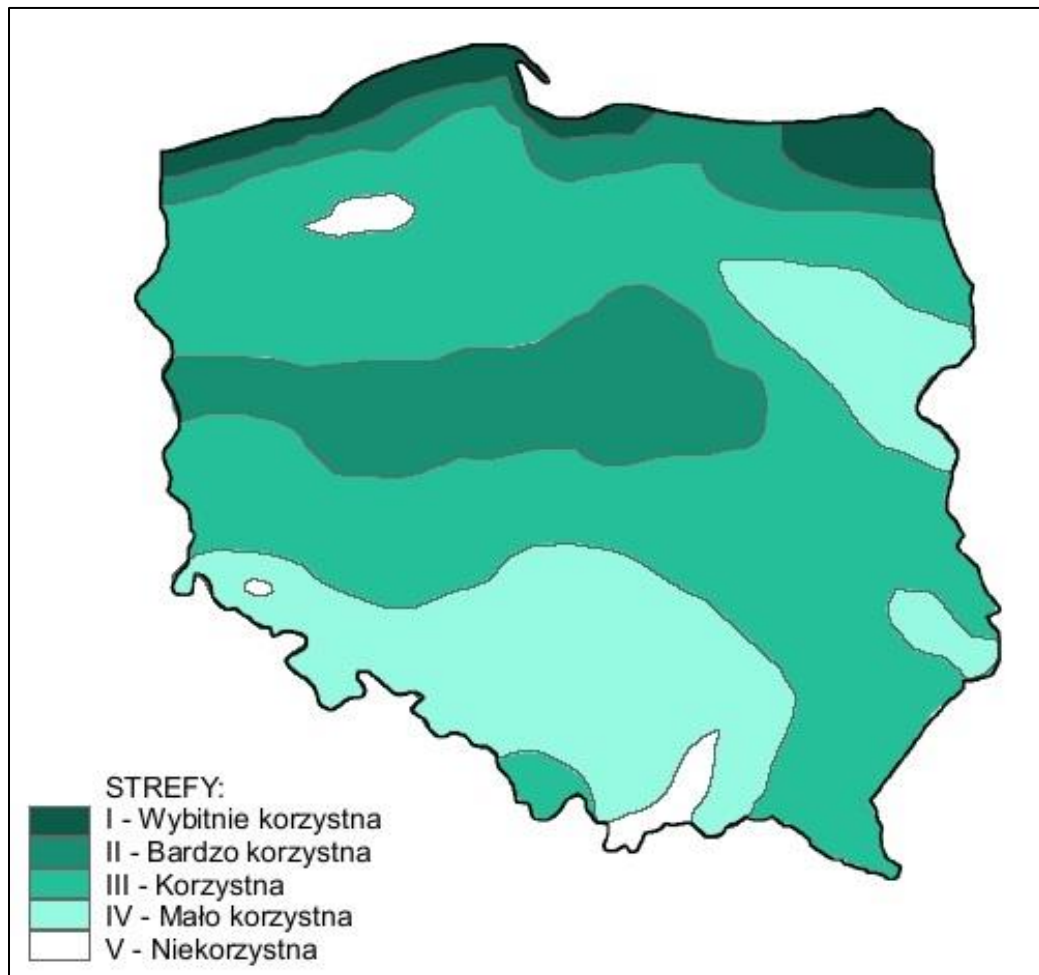 STREFY:
I - Wybitnie korzystna
II - Bardzo korzystna
III - Korzystna
IV - Mało korzystna
V - Niekorzystna